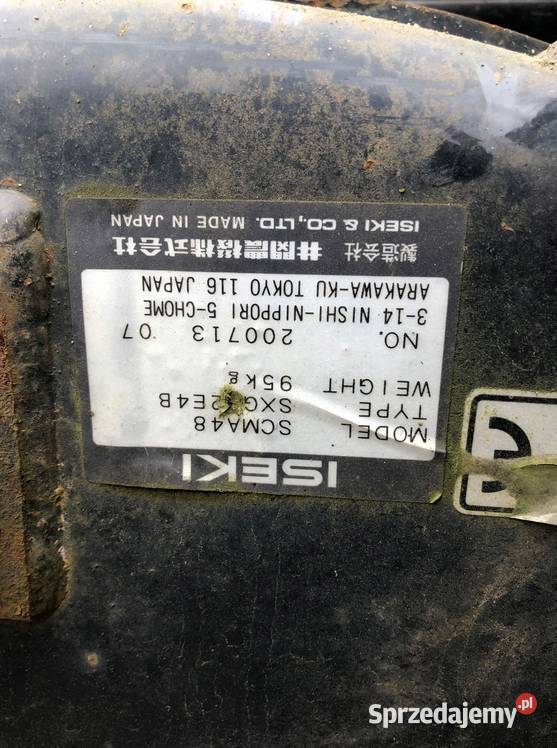 ISEKI
MODEL SCMA48
TYPE
WEIGHT 95kg
NO. 200713 '07
3-14 NISHI-NIPPORI 5-CHOME
ARAKAWA-KU TOKYO 116 JAPAN
製造会社 井関農機株式会社
ISEKI & CO., LTD. MADE IN JAPAN
CE
Sprzedajemy.pl